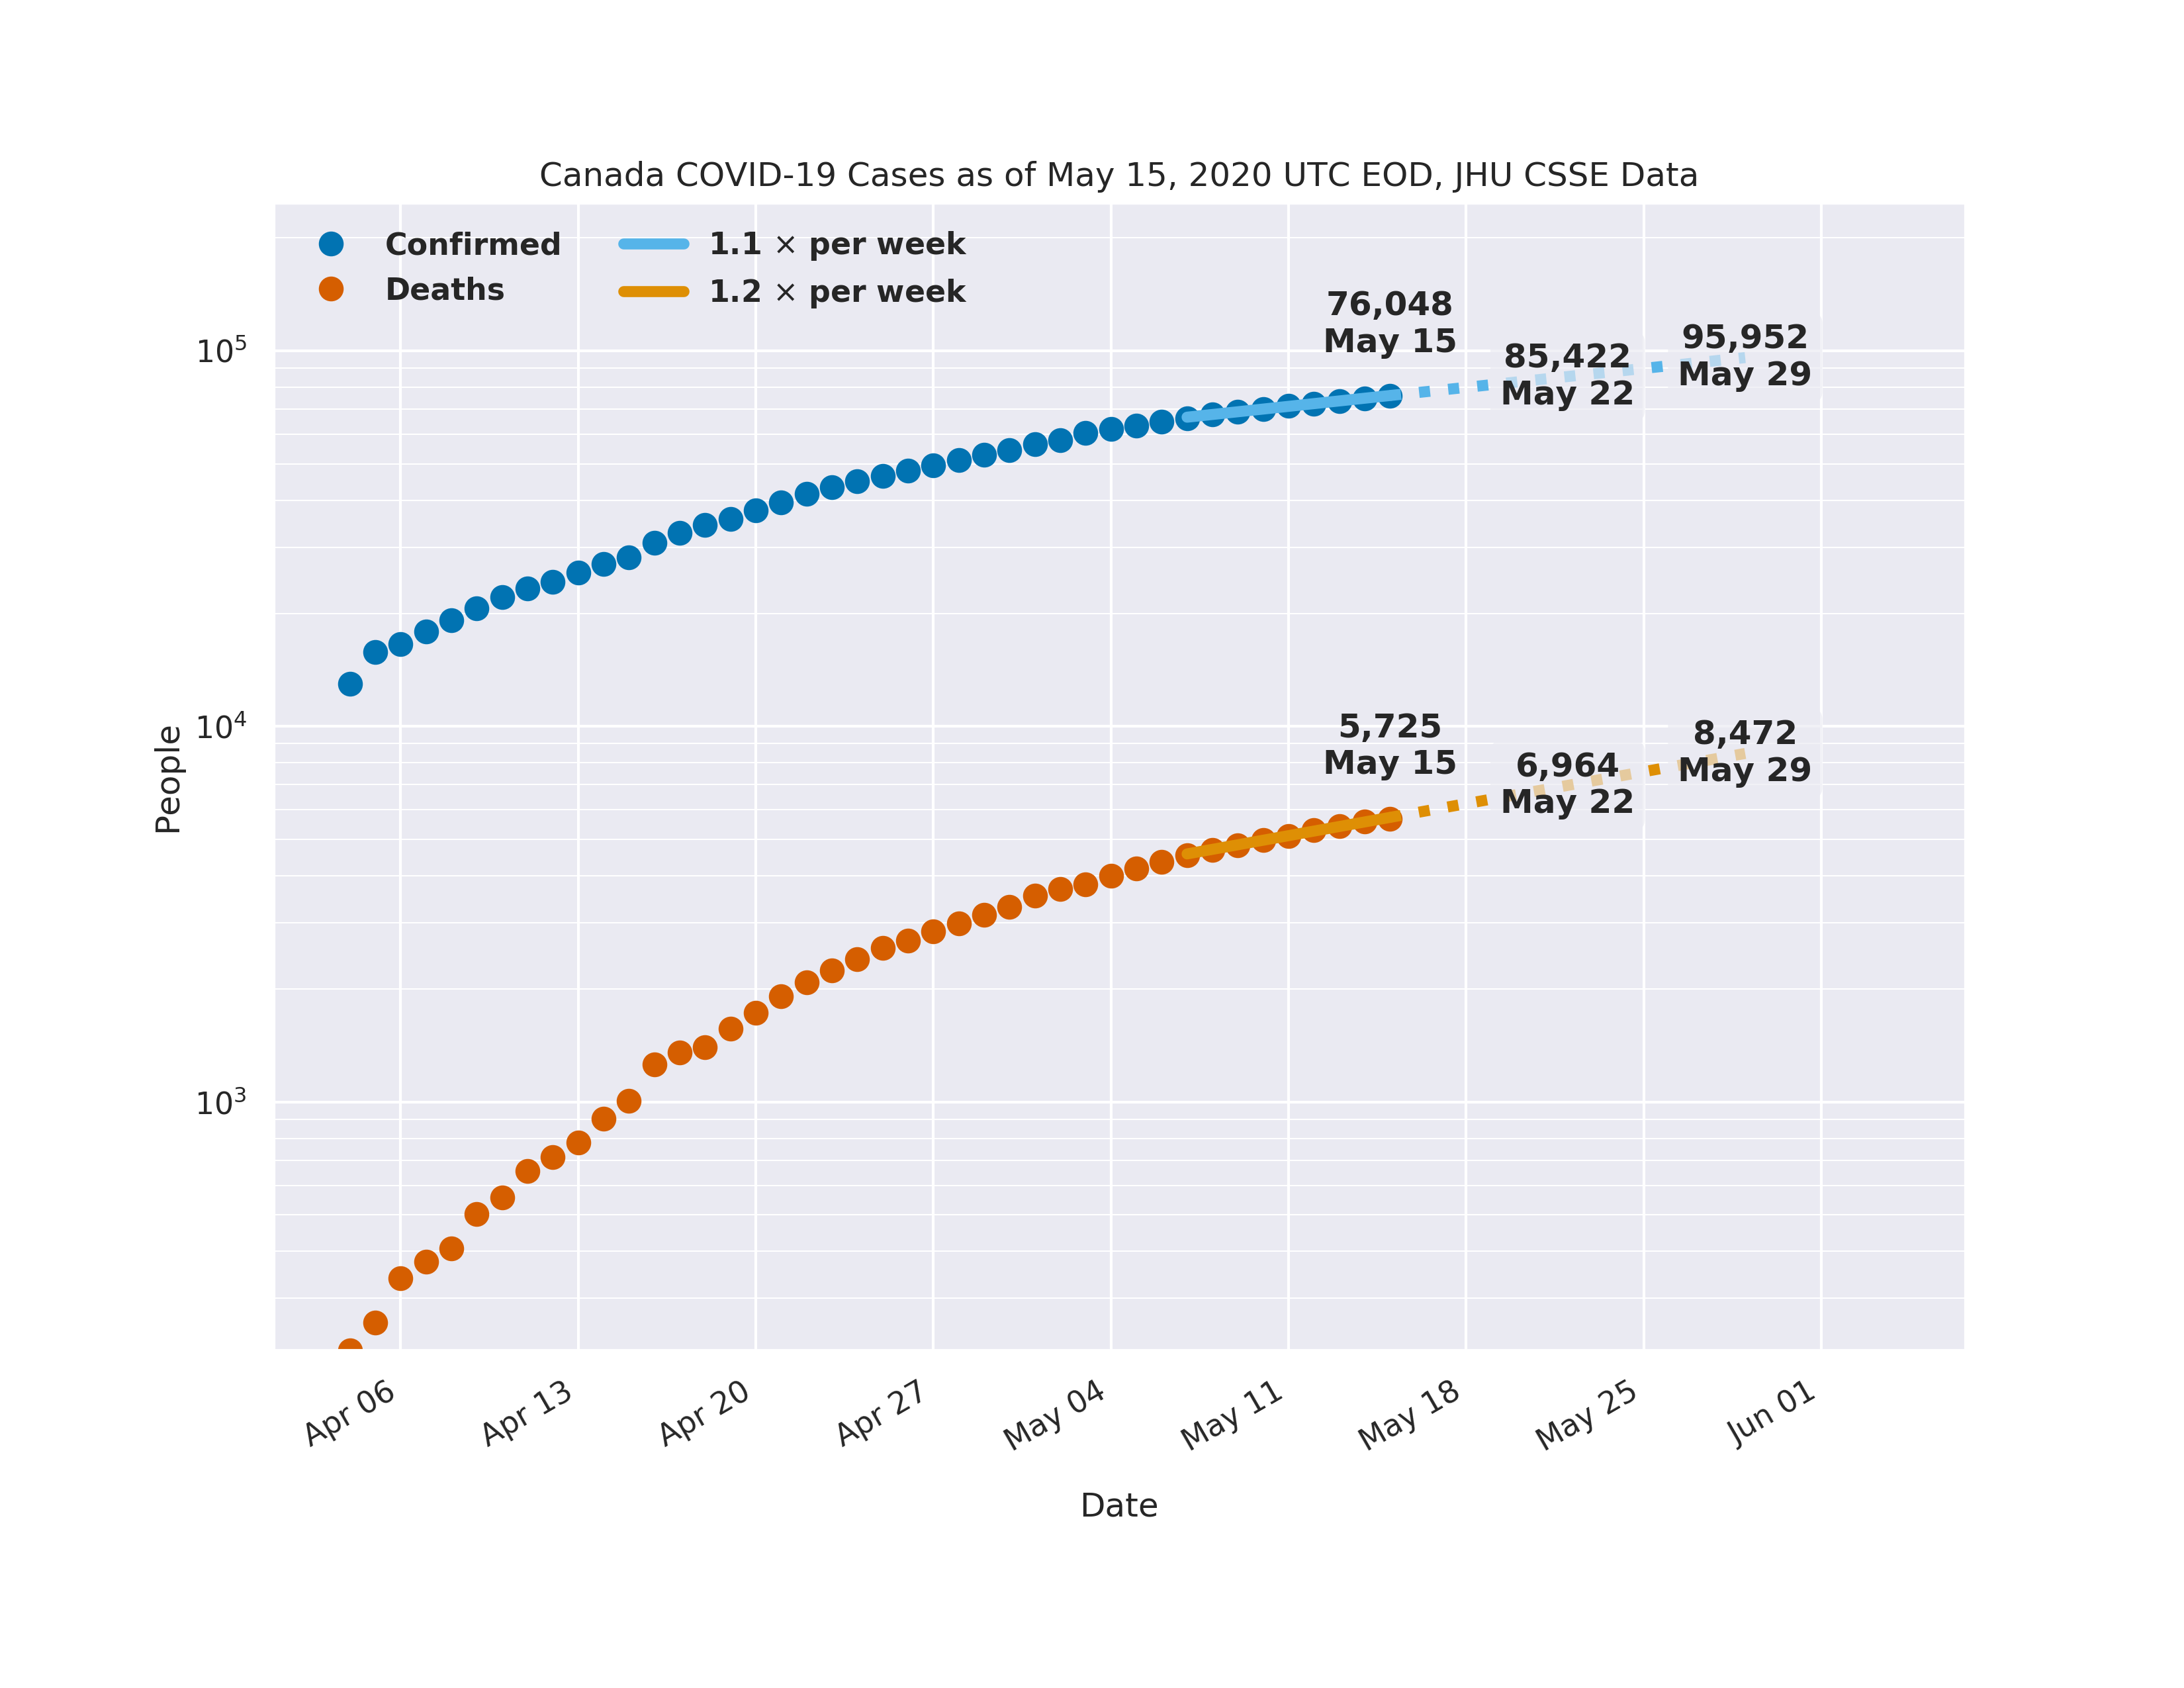 Canada COVID-19 Cases as of May 15, 2020 UTC EOD, JHU CSSE Data
Confirmed
Deaths
1.1 × per week
1.2 × per week
76,048
May 15
85,422
May 22
95,952
May 29
5,725
May 15
6,964
May 22
8,472
May 29
People
10⁵
10⁴
10³
Apr 06
Apr 13
Apr 20
Apr 27
May 04
May 11
May 18
May 25
Jun 01
Date